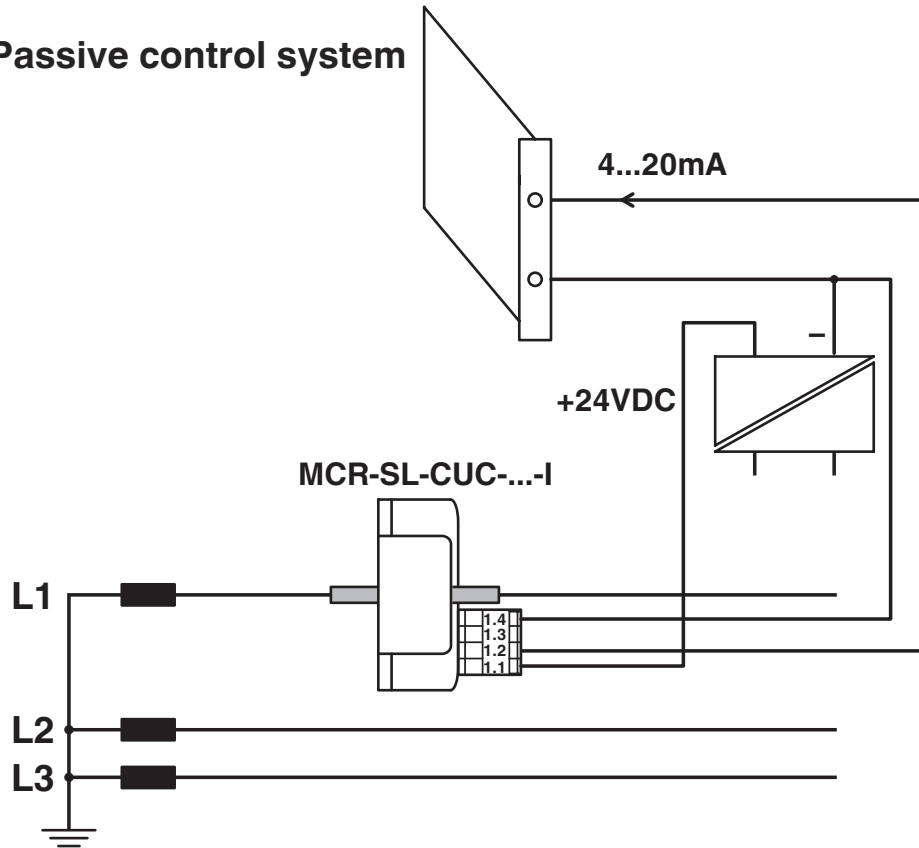 Passive control system
4...20mA
–
+24VDC
MCR-SL-CUC-...-I
L1
1.4
1.3
1.2
1.1
L2
L3